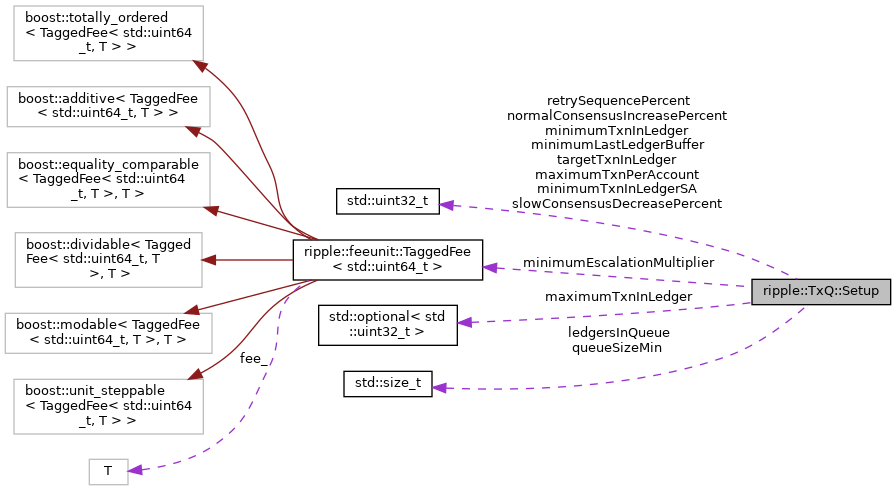 boost::totally_ordered
< TaggedFee< std::uint64
_t, T > >
boost::additive< TaggedFee
< std::uint64_t, T > >
boost::equality_comparable
< TaggedFee< std::uint64
_t, T >, T >
boost::dividable< Tagged
Fee< std::uint64_t, T
>, T >
boost::modable< TaggedFee
< std::uint64_t, T >, T >
boost::unit_steppable
< TaggedFee< std::uint64
_t, T > >
T
fee_
std::uint32_t
ripple::feeunit::TaggedFee
< std::uint64_t >
std::optional< std
::uint32_t >
std::size_t
retrySequencePercent
normalConsensusIncreasePercent
minimumTxnInLedger
minimumLastLedgerBuffer
targetTxnInLedger
maximumTxnPerAccount
minimumTxnInLedgerSA
slowConsensusDecreasePercent
minimumEscalationMultiplier
maximumTxnInLedger
ledgersInQueue
queueSizeMin
ripple::TxQ::Setup